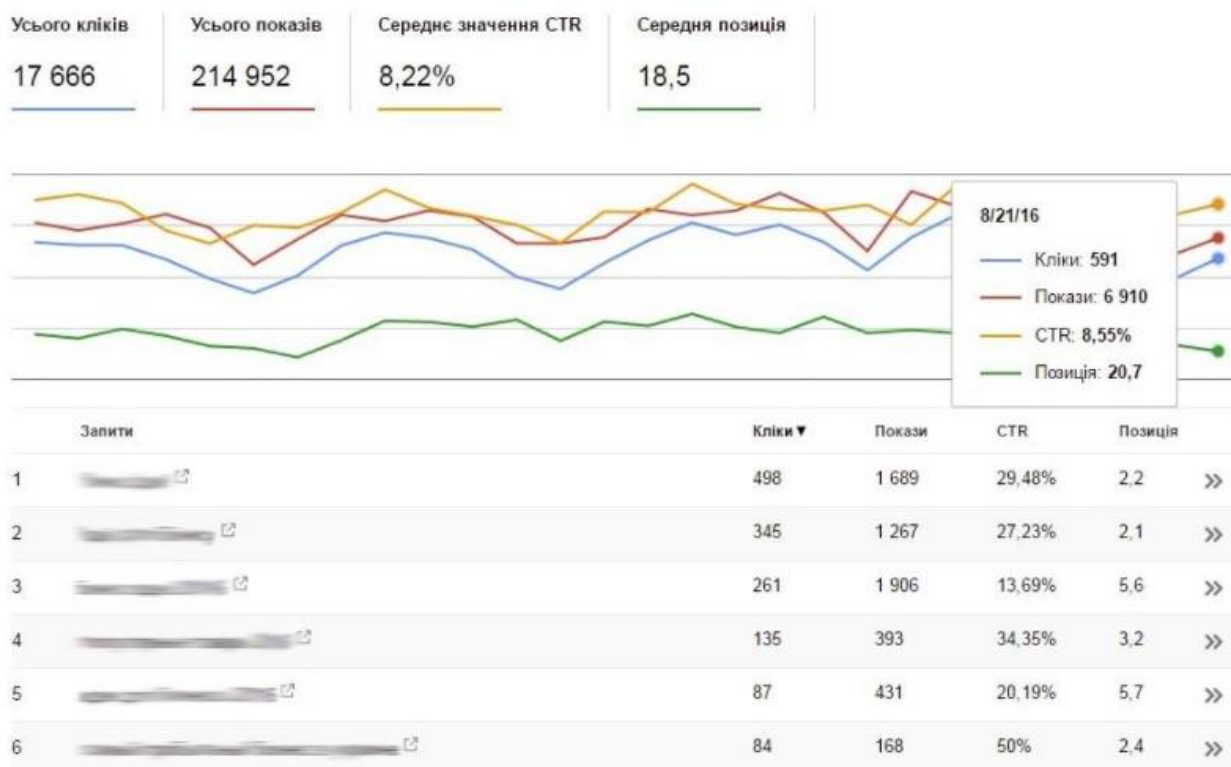 Усього кліків Усього показів Середнє значення CTR Середня позиція
17 666 214 952 8,22% 18,5
8/21/16
Кліки: 591
Покази: 6 910
CTR: 8,55%
Позиція: 20,7
Запити Кліки▼ Покази CTR Позиція
1 498 1 689 29,48% 2,2 »
2 345 1 267 27,23% 2,1 »
3 261 1 906 13,69% 5,6 »
4 135 393 34,35% 3,2 »
5 87 431 20,19% 5,7 »
6 84 168 50% 2,4 »